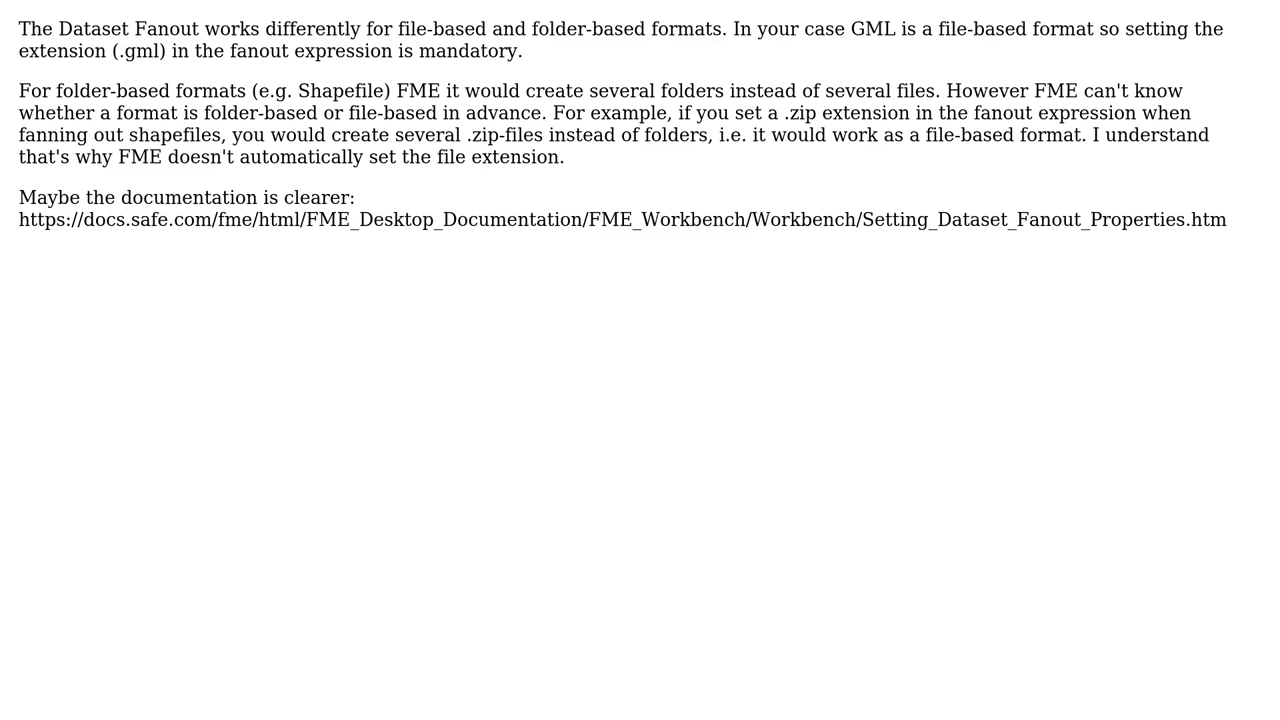 The Dataset Fanout works differently for file-based and folder-based formats. In your case GML is a file-based format so setting the
extension (.gml) in the fanout expression is mandatory.
For folder-based formats (e.g. Shapefile) FME it would create several folders instead of several files. However FME can't know
whether a format is folder-based or file-based in advance. For example, if you set a .zip extension in the fanout expression when
fanning out shapefiles, you would create several .zip-files instead of folders, i.e. it would work as a file-based format. I understand
that's why FME doesn't automatically set the file extension.
Maybe the documentation is clearer:
https://docs.safe.com/fme/html/FME_Desktop_Documentation/FME_Workbench/Workbench/Setting_Dataset_Fanout_Properties.htm